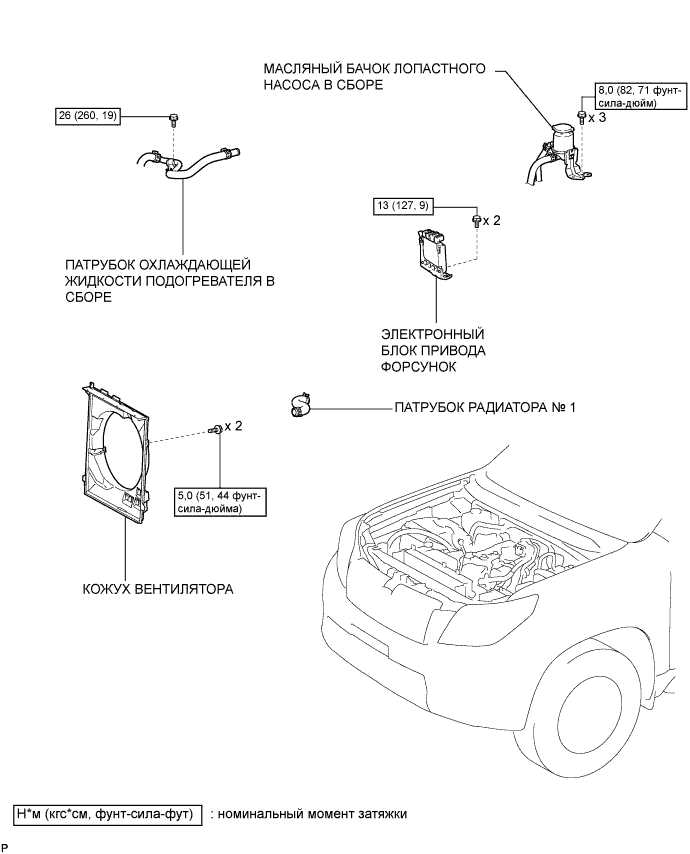 МАСЛЯНЫЙ БАЧОК ЛОПАСТНОГО
НАСОСА В СБОРЕ
8,0 (82, 71 фунт-
сила-дюйм)
x 3
26 (260, 19)
13 (127, 9)
x 2
ПАТРУБОК ОХЛАЖДАЮЩЕЙ
ЖИДКОСТИ ПОДОГРЕВАТЕЛЯ В
СБОРЕ
ЭЛЕКТРОННЫЙ
БЛОК ПРИВОДА
ФОРСУНОК
ПАТРУБОК РАДИАТОРА № 1
x 2
5,0 (51, 44 фунт-
сила-дюйма)
КОЖУХ ВЕНТИЛЯТОРА
Н*м (кгс*см, фунт-сила-фут) : номинальный момент затяжки
P